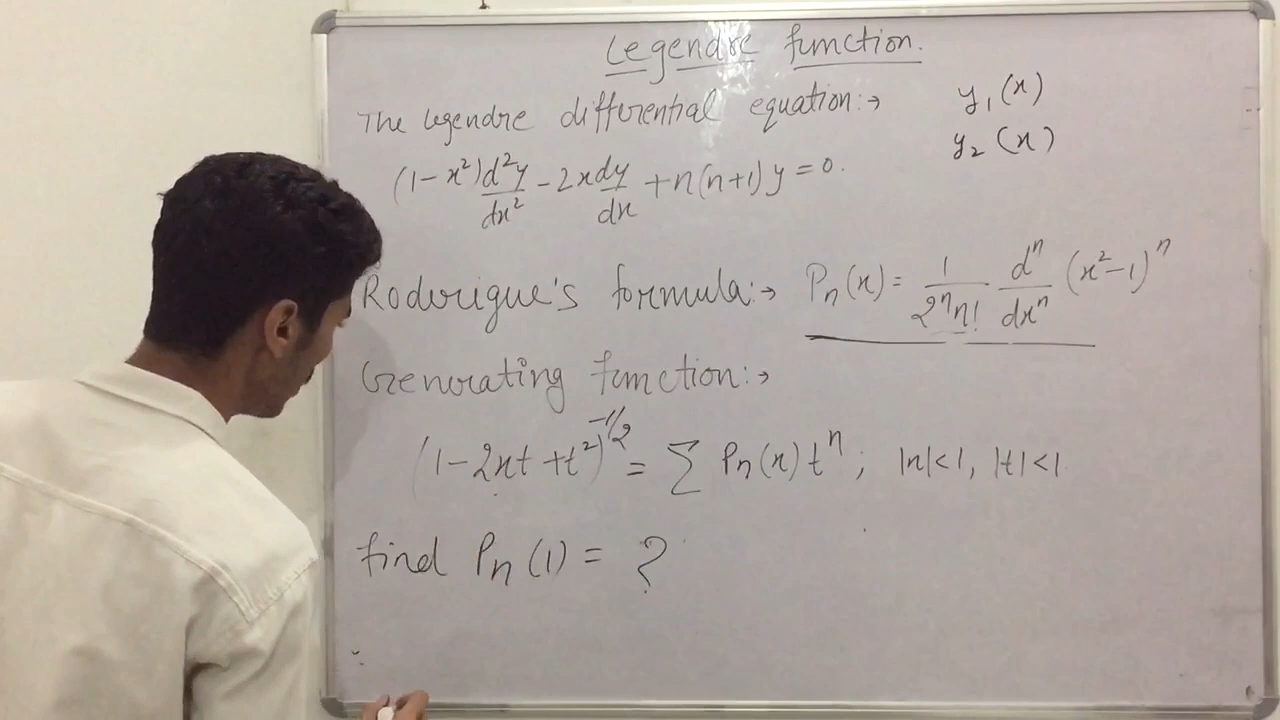 Legendre function.
The legendre differential equation:→
y₁(x)
y₂(x)
(1-x²)d²y/dx² - 2x dy/dx + n(n+1)y = 0.
Roderigue's formula:→ Pn(x) = 1/2ⁿn! dⁿ/dxⁿ (x²-1)ⁿ
Generating function:→
(1-2xt+t²)^-1/2 = ∑ Pn(x)tⁿ; |x|<1, |t|<1
find Pn(1) = ?